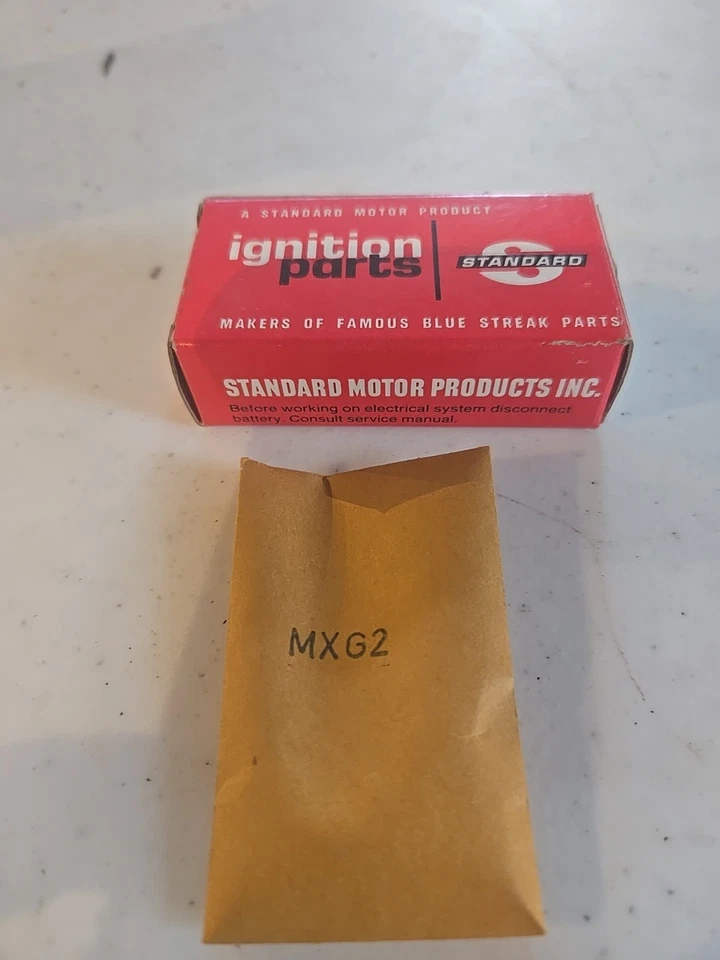 A STANDARD MOTOR PRODUCT
ignition
parts
S
STANDARD
MAKERS OF FAMOUS BLUE STREAK PARTS
STANDARD MOTOR PRODUCTS INC.
Before working on electrical system disconnect
battery. Consult service manual.
MXG2